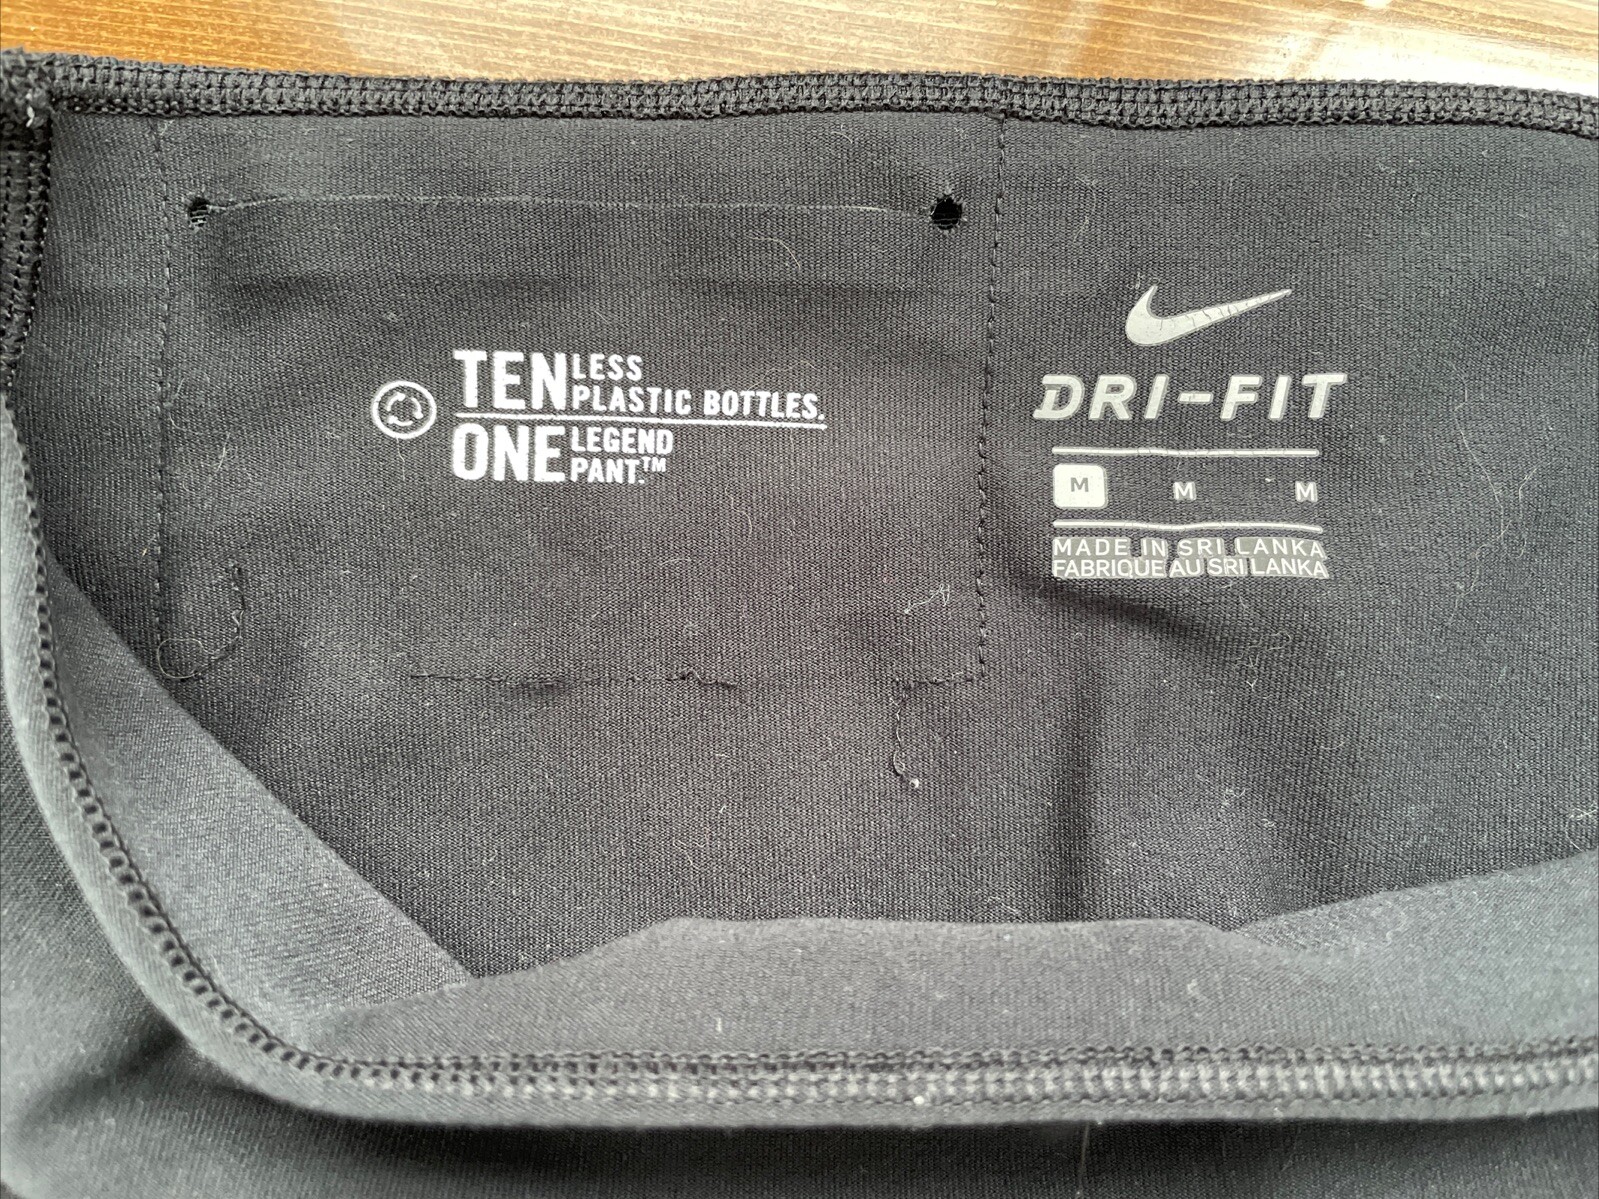 TEN LESS
PLASTIC BOTTLES.
ONE LEGEND
PANT.™
DRI-FIT
M M M
MADE IN SRI LANKA
FABRIQUE AU SRI LANKA